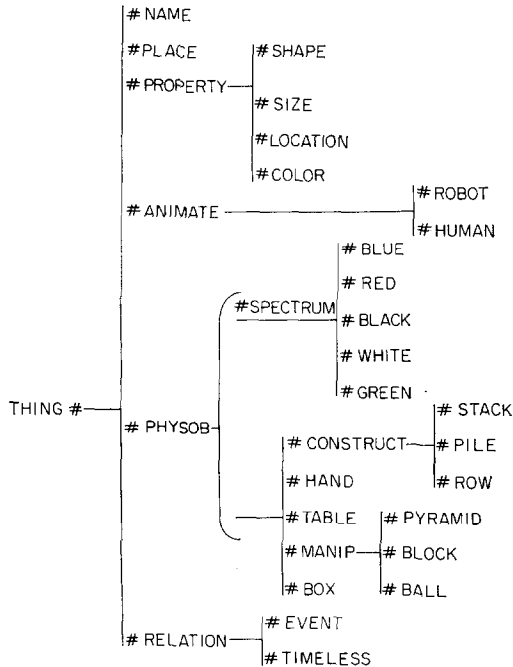 # NAME
# PLACE
# SHAPE
# PROPERTY
# SIZE
# LOCATION
# COLOR
# ROBOT
# ANIMATE
# HUMAN
# BLUE
# RED
# SPECTRUM
# BLACK
# WHITE
# GREEN
THING #
# STACK
# PHYSOB
# CONSTRUCT
# PILE
# HAND
# ROW
# TABLE
# PYRAMID
# MANIP
# BLOCK
# BOX
# BALL
# EVENT
# RELATION
# TIMELESS